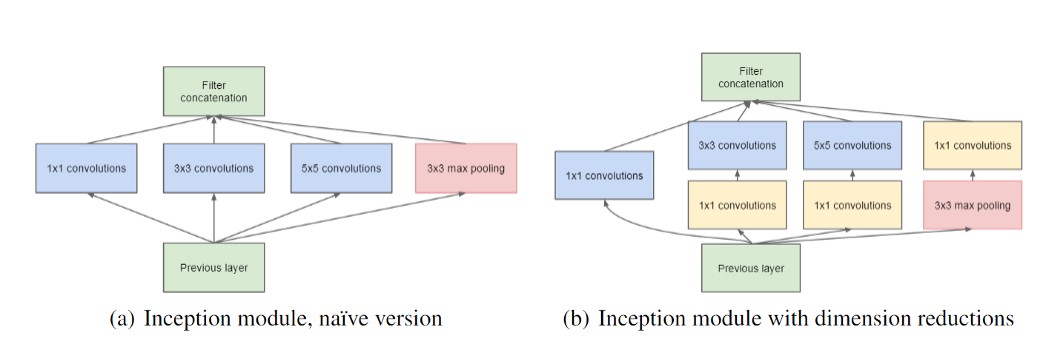 Filter
concatenation
1x1 convolutions
3x3 convolutions
5x5 convolutions
3x3 max pooling
Previous layer
(a) Inception module, naïve version
Filter
concatenation
3x3 convolutions
5x5 convolutions
1x1 convolutions
1x1 convolutions
1x1 convolutions
1x1 convolutions
3x3 max pooling
Previous layer
(b) Inception module with dimension reductions